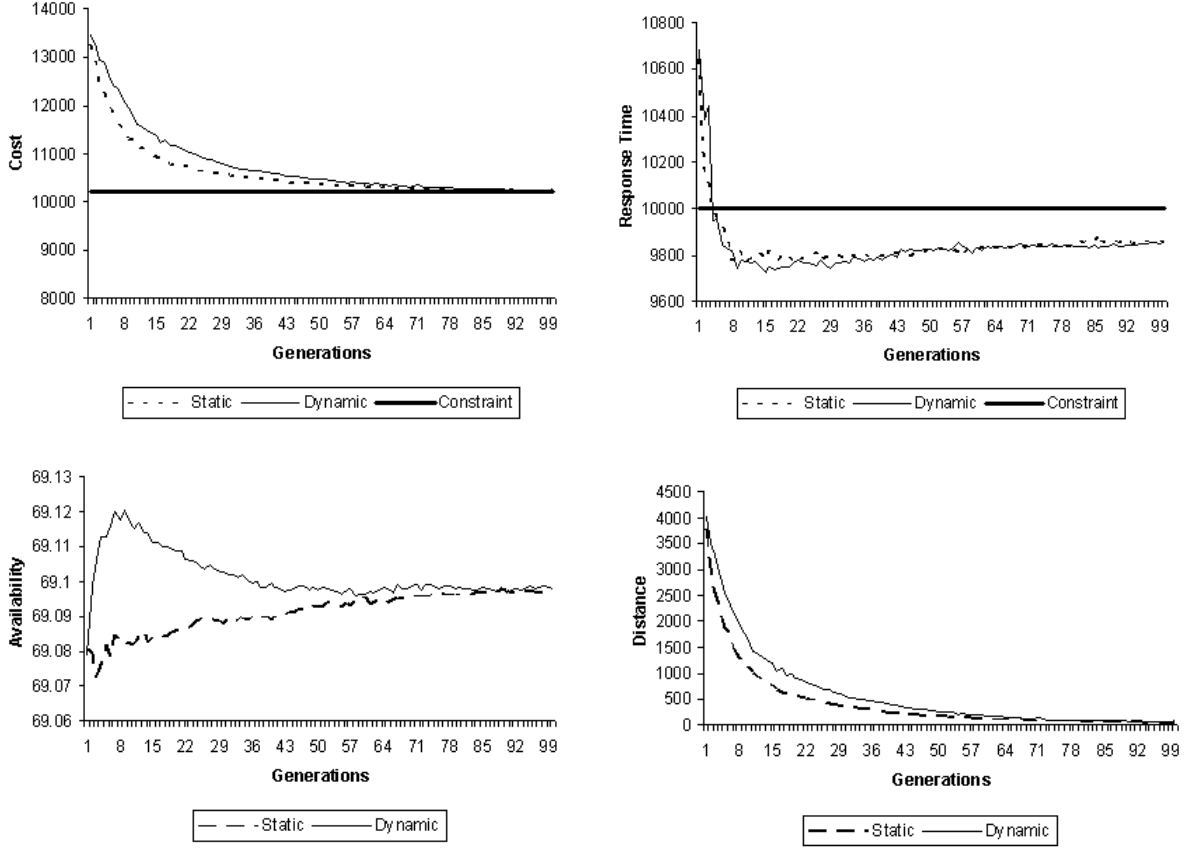 Cost
14000
13000
12000
11000
10000
9000
8000
1 8 15 22 29 36 43 50 57 64 71 78 85 92 99
Generations
Static Dynamic Constraint
Response Time
10800
10600
10400
10200
10000
9800
9600
1 8 15 22 29 36 43 50 57 64 71 78 85 92 99
Generations
Static Dynamic Constraint
Availability
69.13
69.12
69.11
69.1
69.09
69.08
69.07
69.06
1 8 15 22 29 36 43 50 57 64 71 78 85 92 99
Generations
Static Dynamic
Distance
4500
4000
3500
3000
2500
2000
1500
1000
500
0
1 8 15 22 29 36 43 50 57 64 71 78 85 92 99
Generations
Static Dynamic